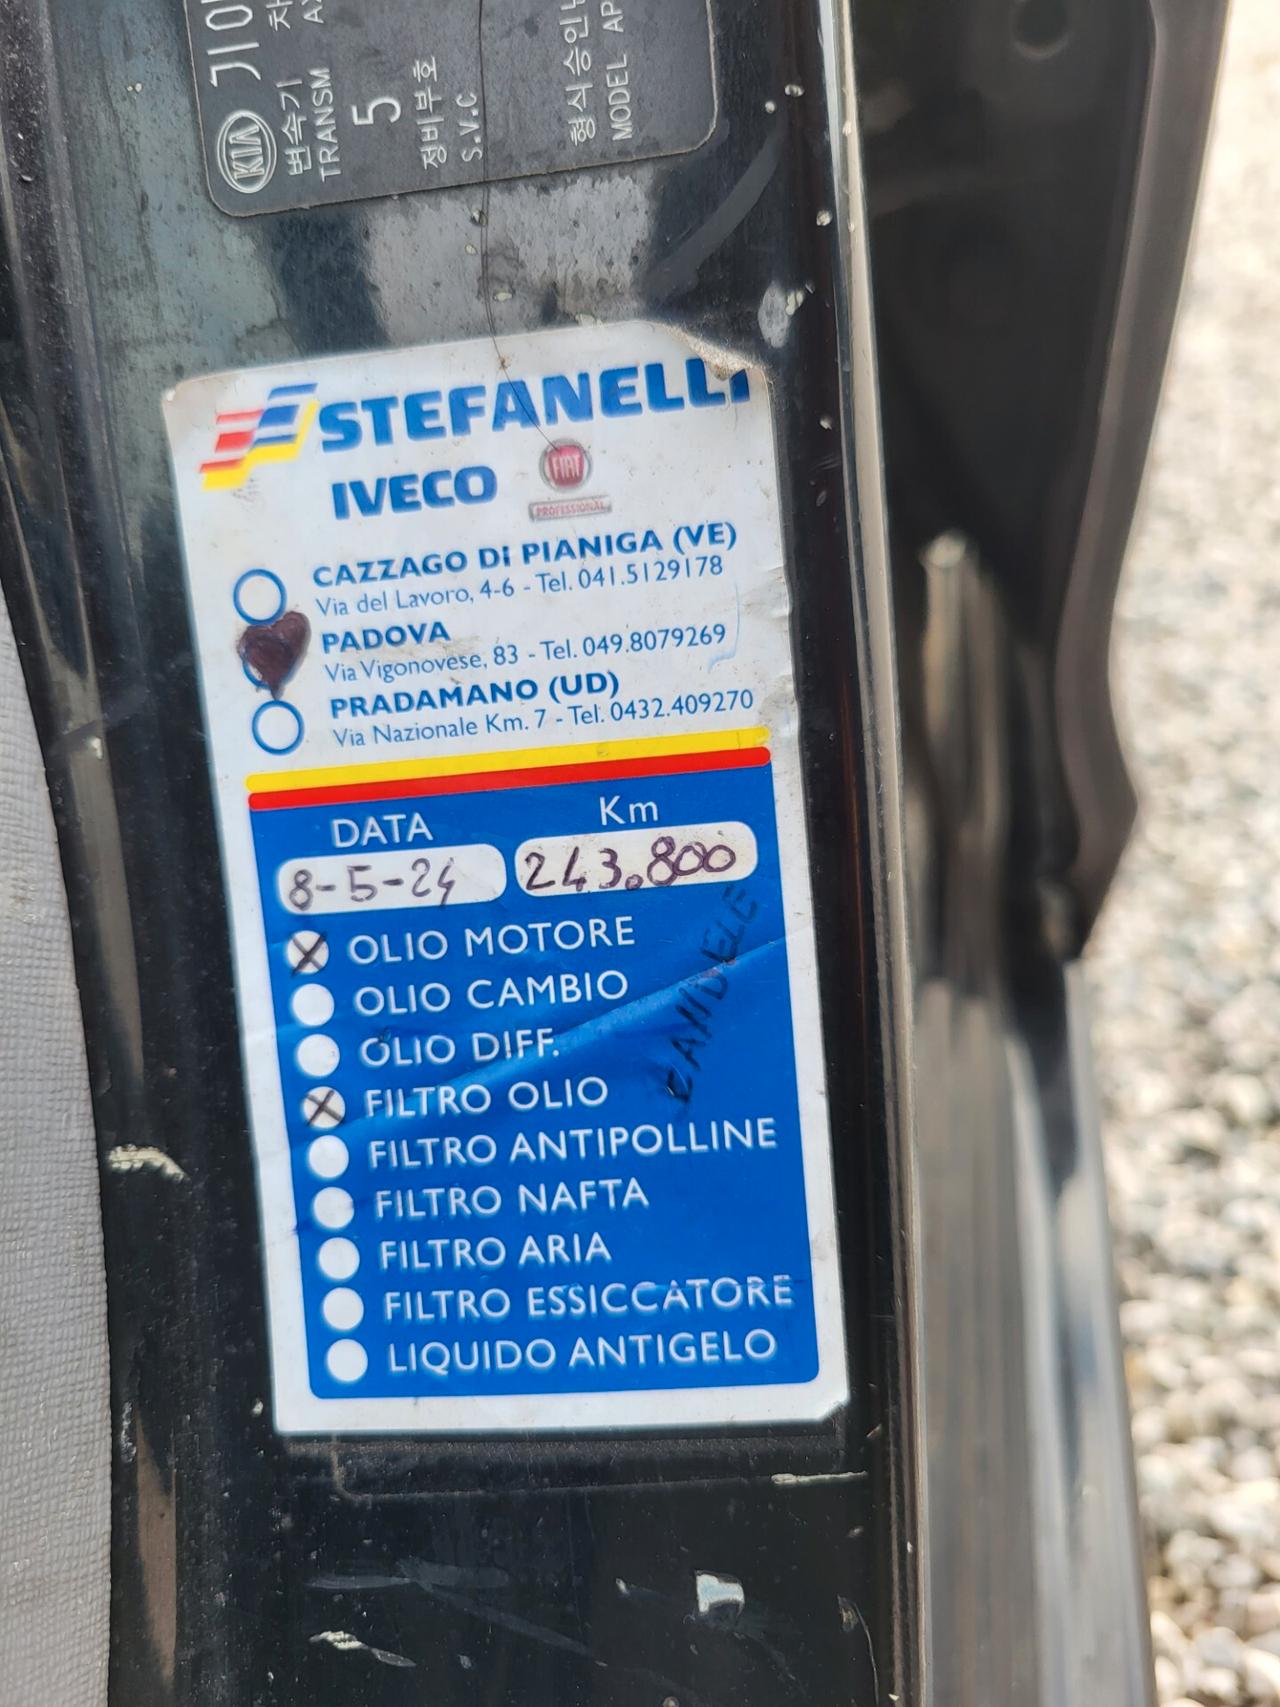 KIA 기아
변속기
TRANSM
5
정비부호
S.V.C
형식승인
MODEL AP
STEFANELLI
IVECO FIAT
PROFESSIONAL
CAZZAGO DI PIANIGA (VE)
Via del Lavoro, 4-6 - Tel. 041.5129178
PADOVA
Via Vigonovese, 83 - Tel. 049.8079269
PRADAMANO (UD)
Via Nazionale Km. 7 - Tel. 0432.409270
DATA Km
8-5-24 243.800
OLIO MOTORE
OLIO CAMBIO
OLIO DIFF.
FILTRO OLIO
FILTRO ANTIPOLLINE
FILTRO NAFTA
FILTRO ARIA
FILTRO ESSICCATORE
LIQUIDO ANTIGELO
CANDELE